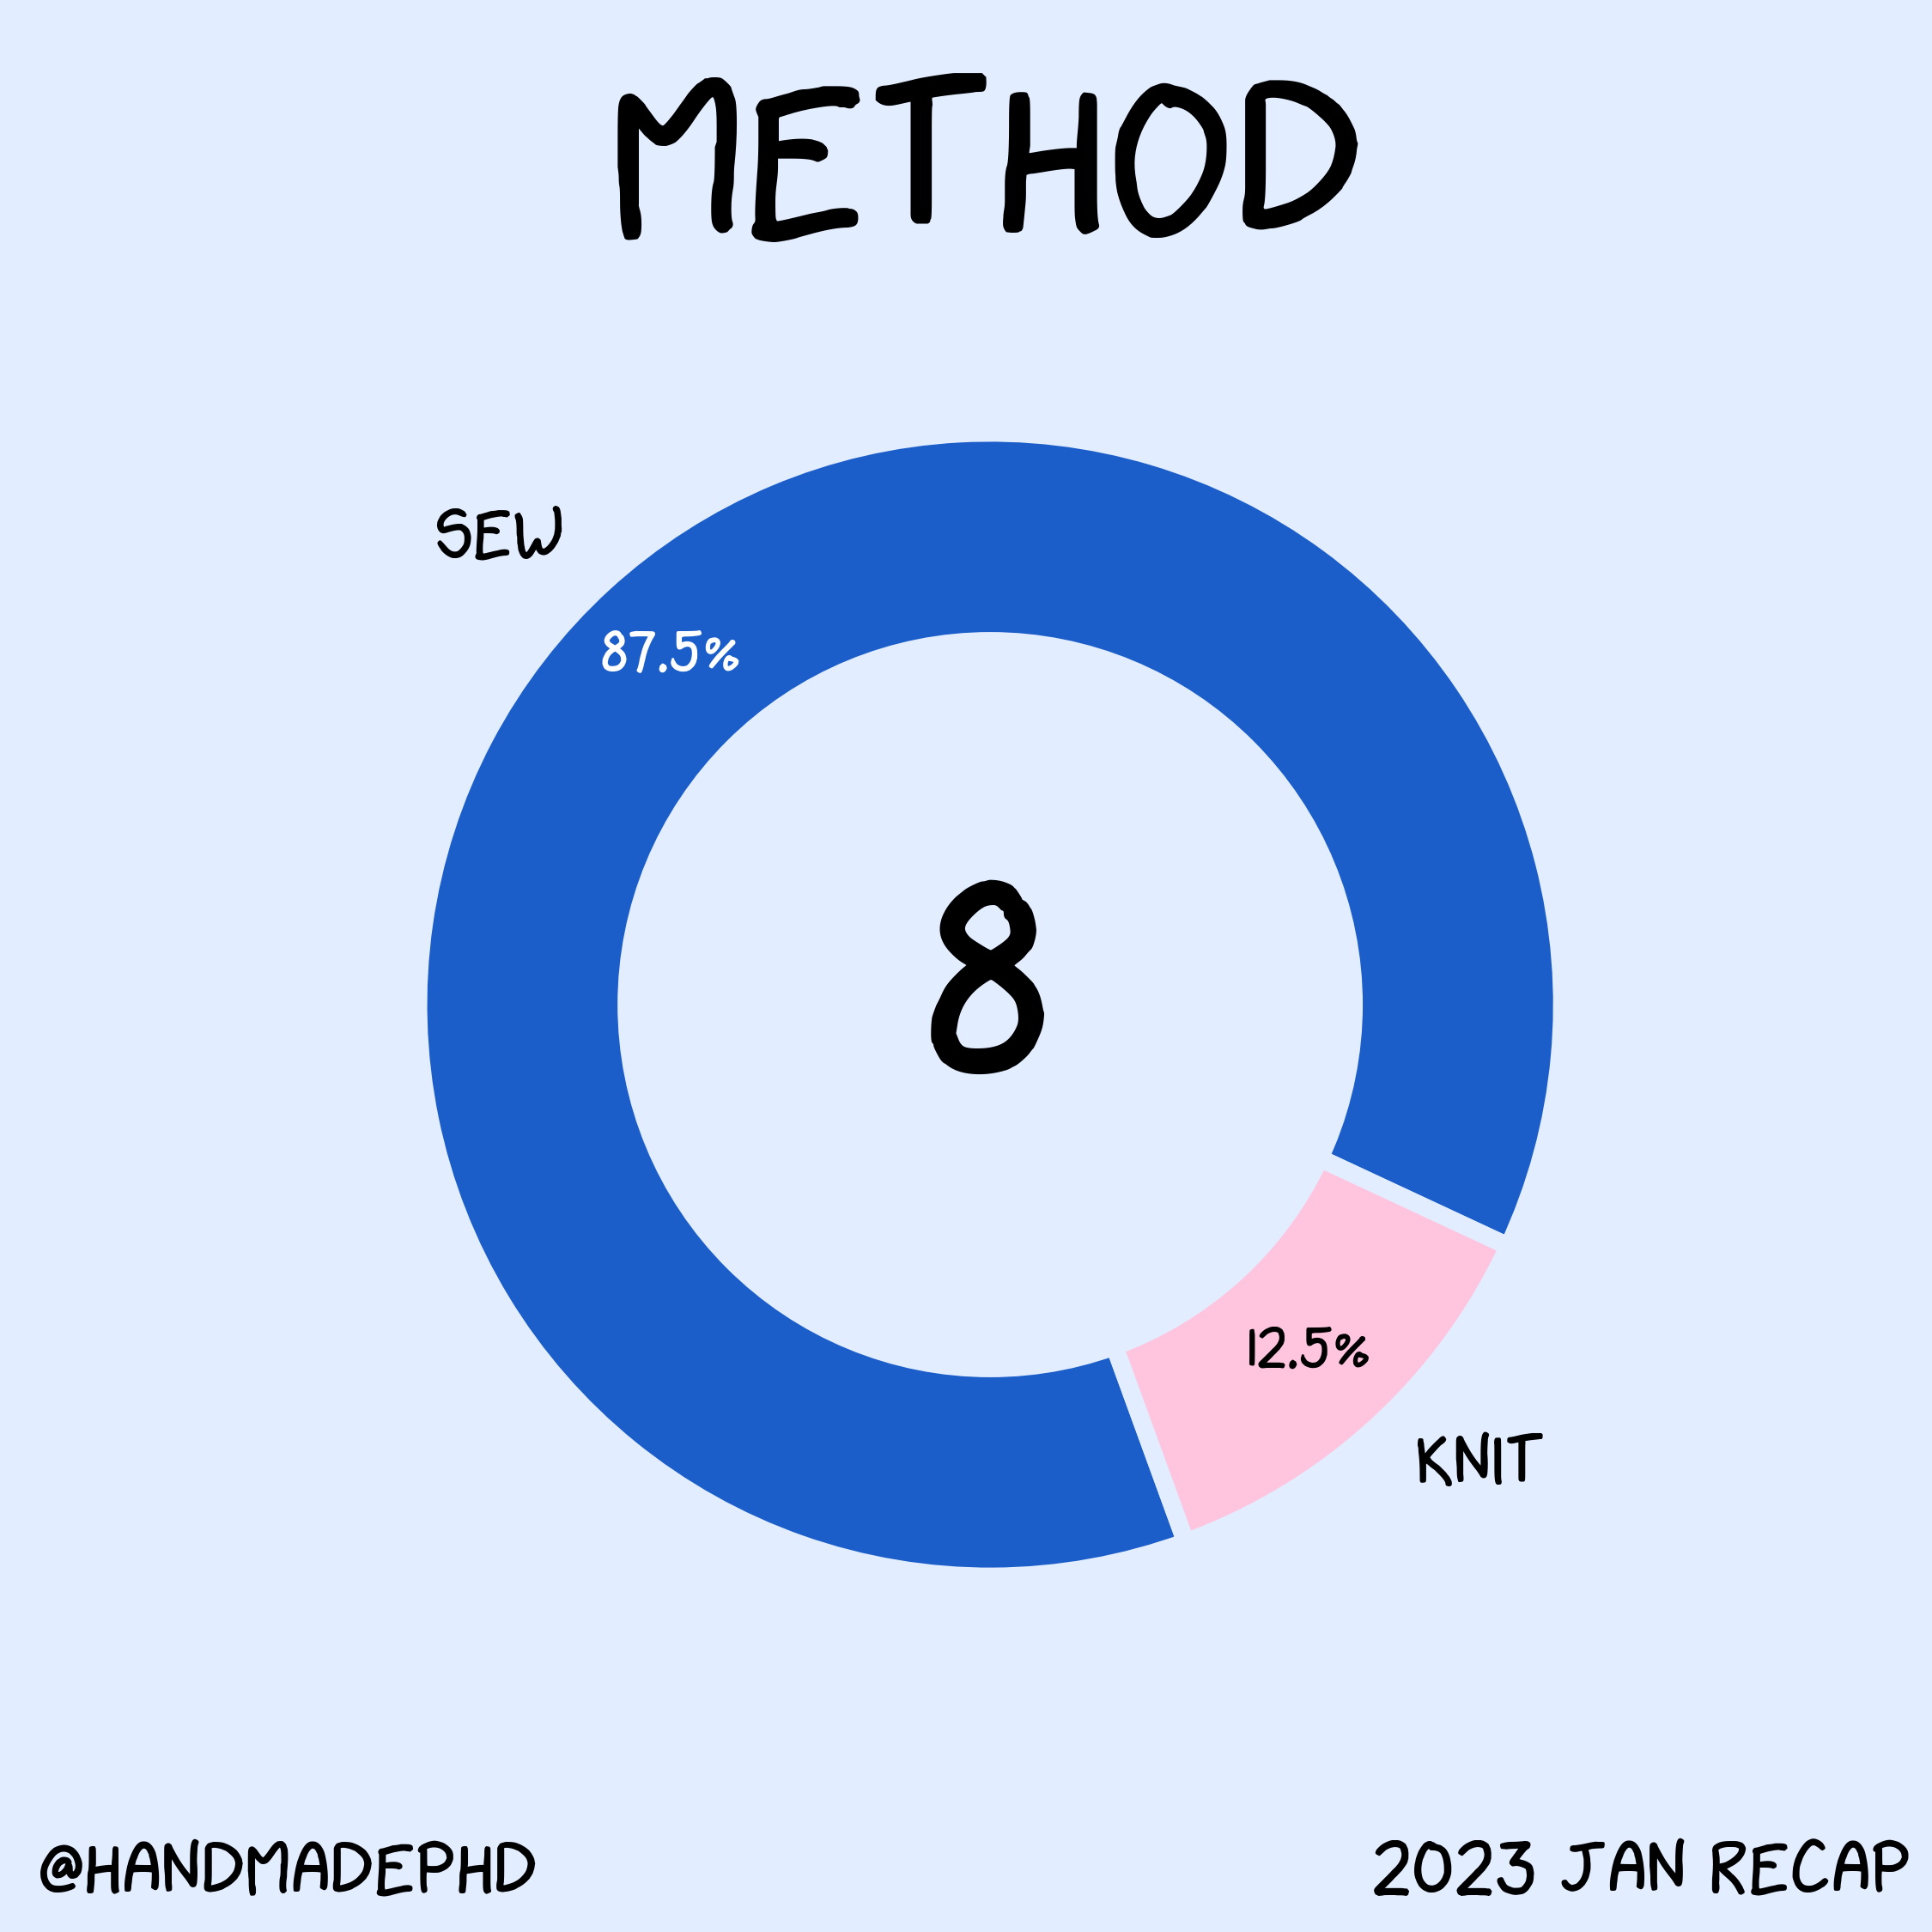 METHOD
SEW
87.5%
8
12.5%
KNIT
@HANDMADEPHD
2023 JAN RECAP